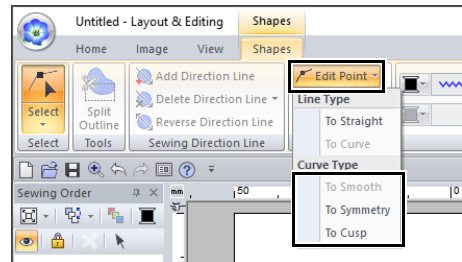 Untitled - Layout & Editing
Shapes
Home Image View Shapes
Select
Split Outline
Add Direction Line
Delete Direction Line
Reverse Direction Line
Edit Point
Select Tools Sewing Direction Line
Line Type
To Straight
To Curve
Curve Type
To Smooth
To Symmetry
To Cusp
Sewing Order
mm
50
0